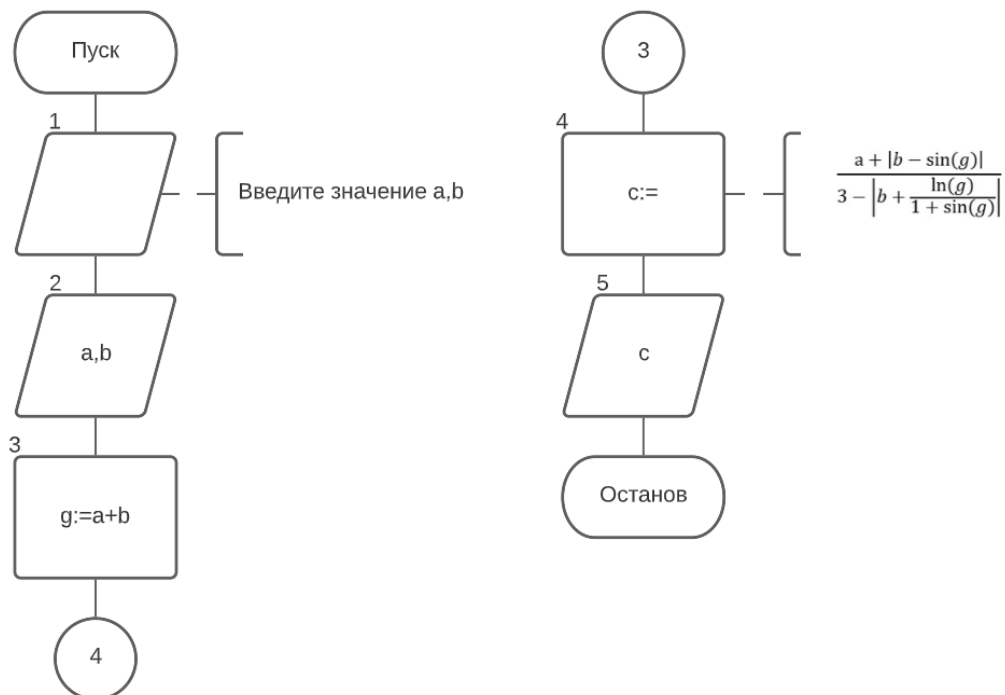 Пуск
1
Введите значение a,b
2
a,b
3
g:=a+b
4
3
4
c:=
a + |b − sin(g)|
3 − |b + ln(g)
1 + sin(g)|
5
c
Останов